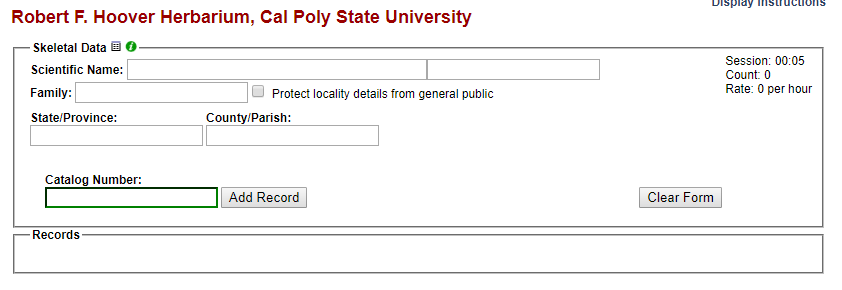 Display Instructions
Robert F. Hoover Herbarium, Cal Poly State University
Skeletal Data
Session: 00:05
Count: 0
Rate: 0 per hour
Scientific Name:
Family:
Protect locality details from general public
State/Province: County/Parish:
Catalog Number:
Add Record
Clear Form
Records